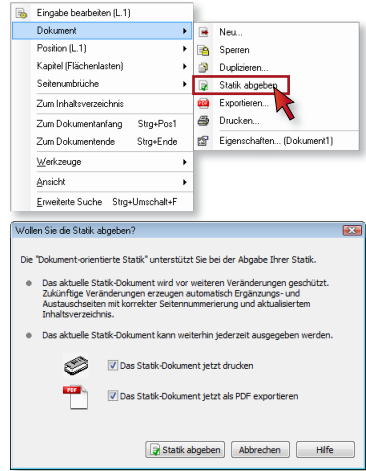 Eingabe bearbeiten (L.1)
Dokument
Position (L.1)
Kapitel (Flächenlasten)
Seitenumbrüche
Zum Inhaltsverzeichnis
Zum Dokumentanfang Strg+Pos1
Zum Dokumentende Strg+Ende
Werkzeuge
Ansicht
Erweiterte Suche Strg+Umschalt+F
Neu...
Sperren
Duplizieren...
Statik abgeben
Exportieren...
Drucken...
Eigenschaften... (Dokument1)
Wollen Sie die Statik abgeben?
Die "Dokument-orientierte Statik" unterstützt Sie bei der Abgabe Ihrer Statik.
Das aktuelle Statik-Dokument wird vor weiteren Veränderungen geschützt.
Zukünftige Veränderungen erzeugen automatisch Ergänzungs- und
Austauschseiten mit korrekter Seitennummerierung und aktualisiertem
Inhaltsverzeichnis.
Das aktuelle Statik-Dokument kann weiterhin jederzeit ausgegeben werden.
Das Statik-Dokument jetzt drucken
PDF
Das Statik-Dokument jetzt als PDF exportieren
Statik abgeben Abbrechen Hilfe